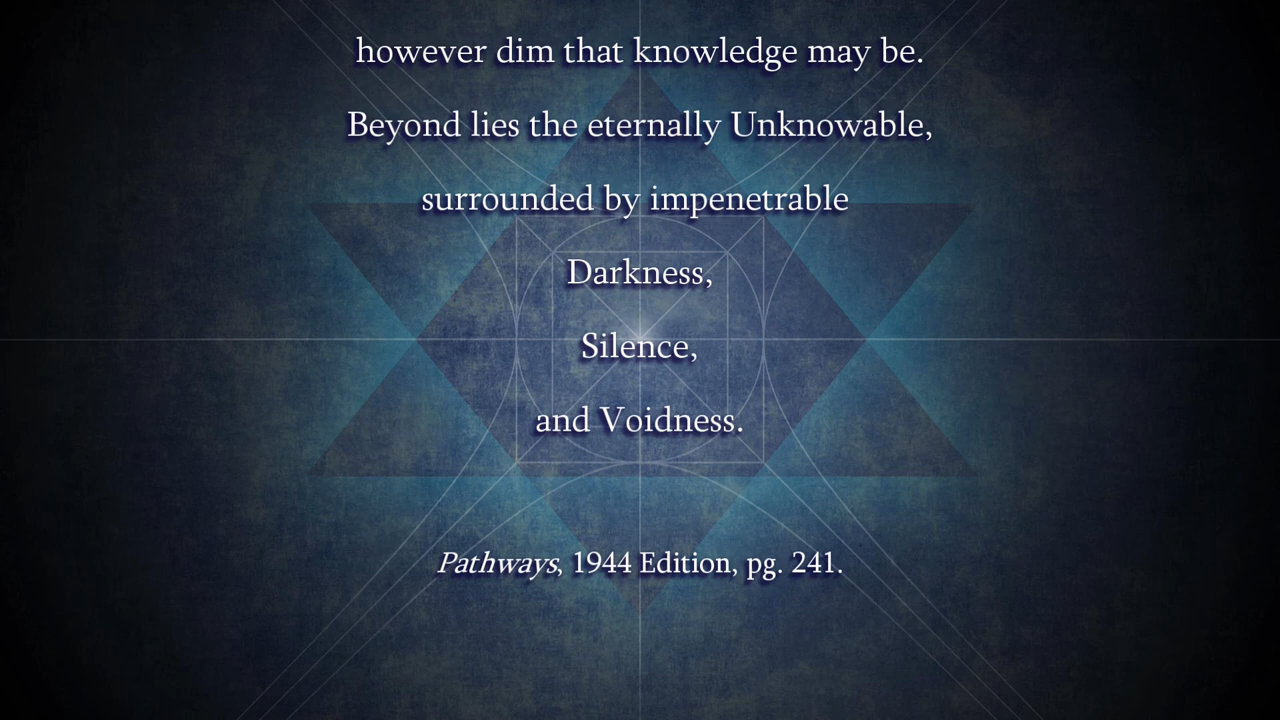 however dim that knowledge may be.
Beyond lies the eternally Unknowable,
surrounded by impenetrable
Darkness,
Silence,
and Voidness.
Pathways, 1944 Edition, pg. 241.